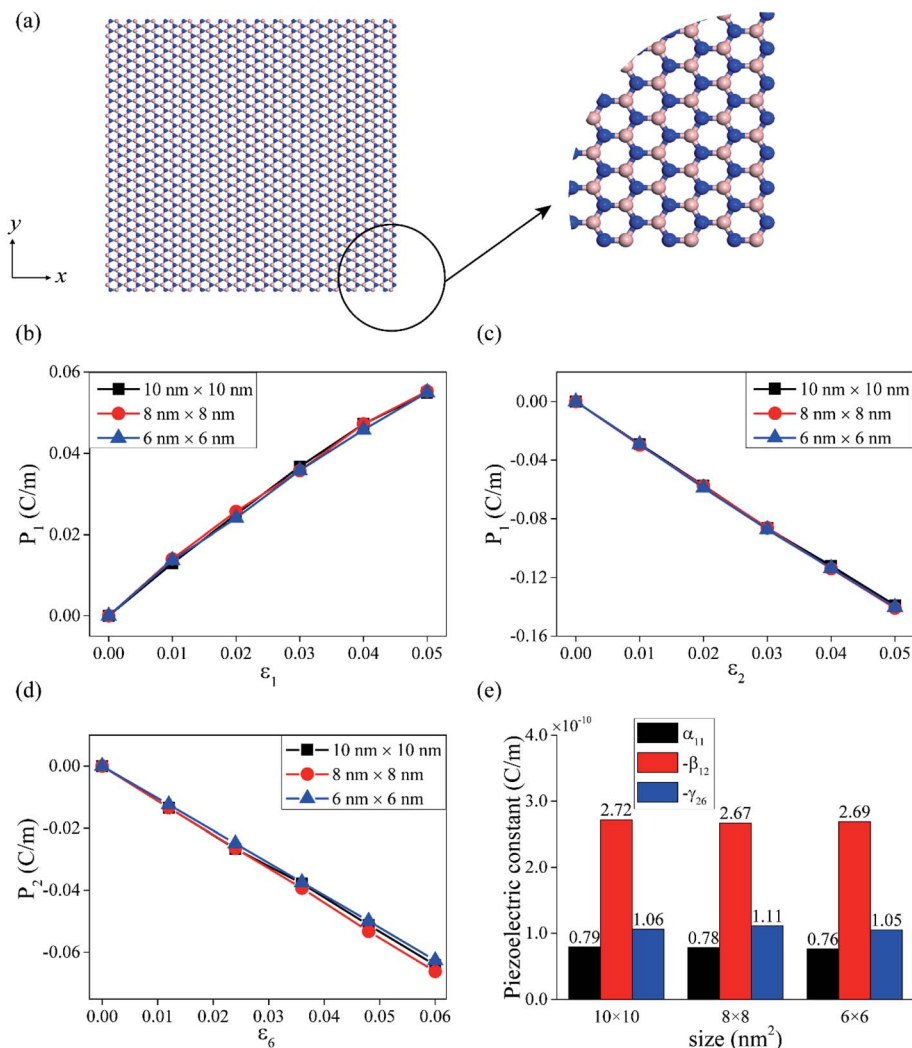 (a)
y
x
(b)
0.06
0.04
0.02
0.00
P₁ (C/m)
10 nm × 10 nm
8 nm × 8 nm
6 nm × 6 nm
0.00 0.01 0.02 0.03 0.04 0.05
ε₁
(c)
0.00
-0.04
-0.08
-0.12
-0.16
P₁ (C/m)
10 nm × 10 nm
8 nm × 8 nm
6 nm × 6 nm
0.00 0.01 0.02 0.03 0.04 0.05
ε₂
(d)
0.00
-0.02
-0.04
-0.06
P₂ (C/m)
10 nm × 10 nm
8 nm × 8 nm
6 nm × 6 nm
0.00 0.01 0.02 0.03 0.04 0.05 0.06
ε₆
(e)
×10⁻¹⁰
4.0
3.0
2.0
1.0
0.0
Piezoelectric constant (C/m)
α₁₁
-β₁₂
-γ₂₆
2.72 2.67 2.69
0.79 1.06 0.78 1.11 0.76 1.05
10×10 8×8 6×6
size (nm²)